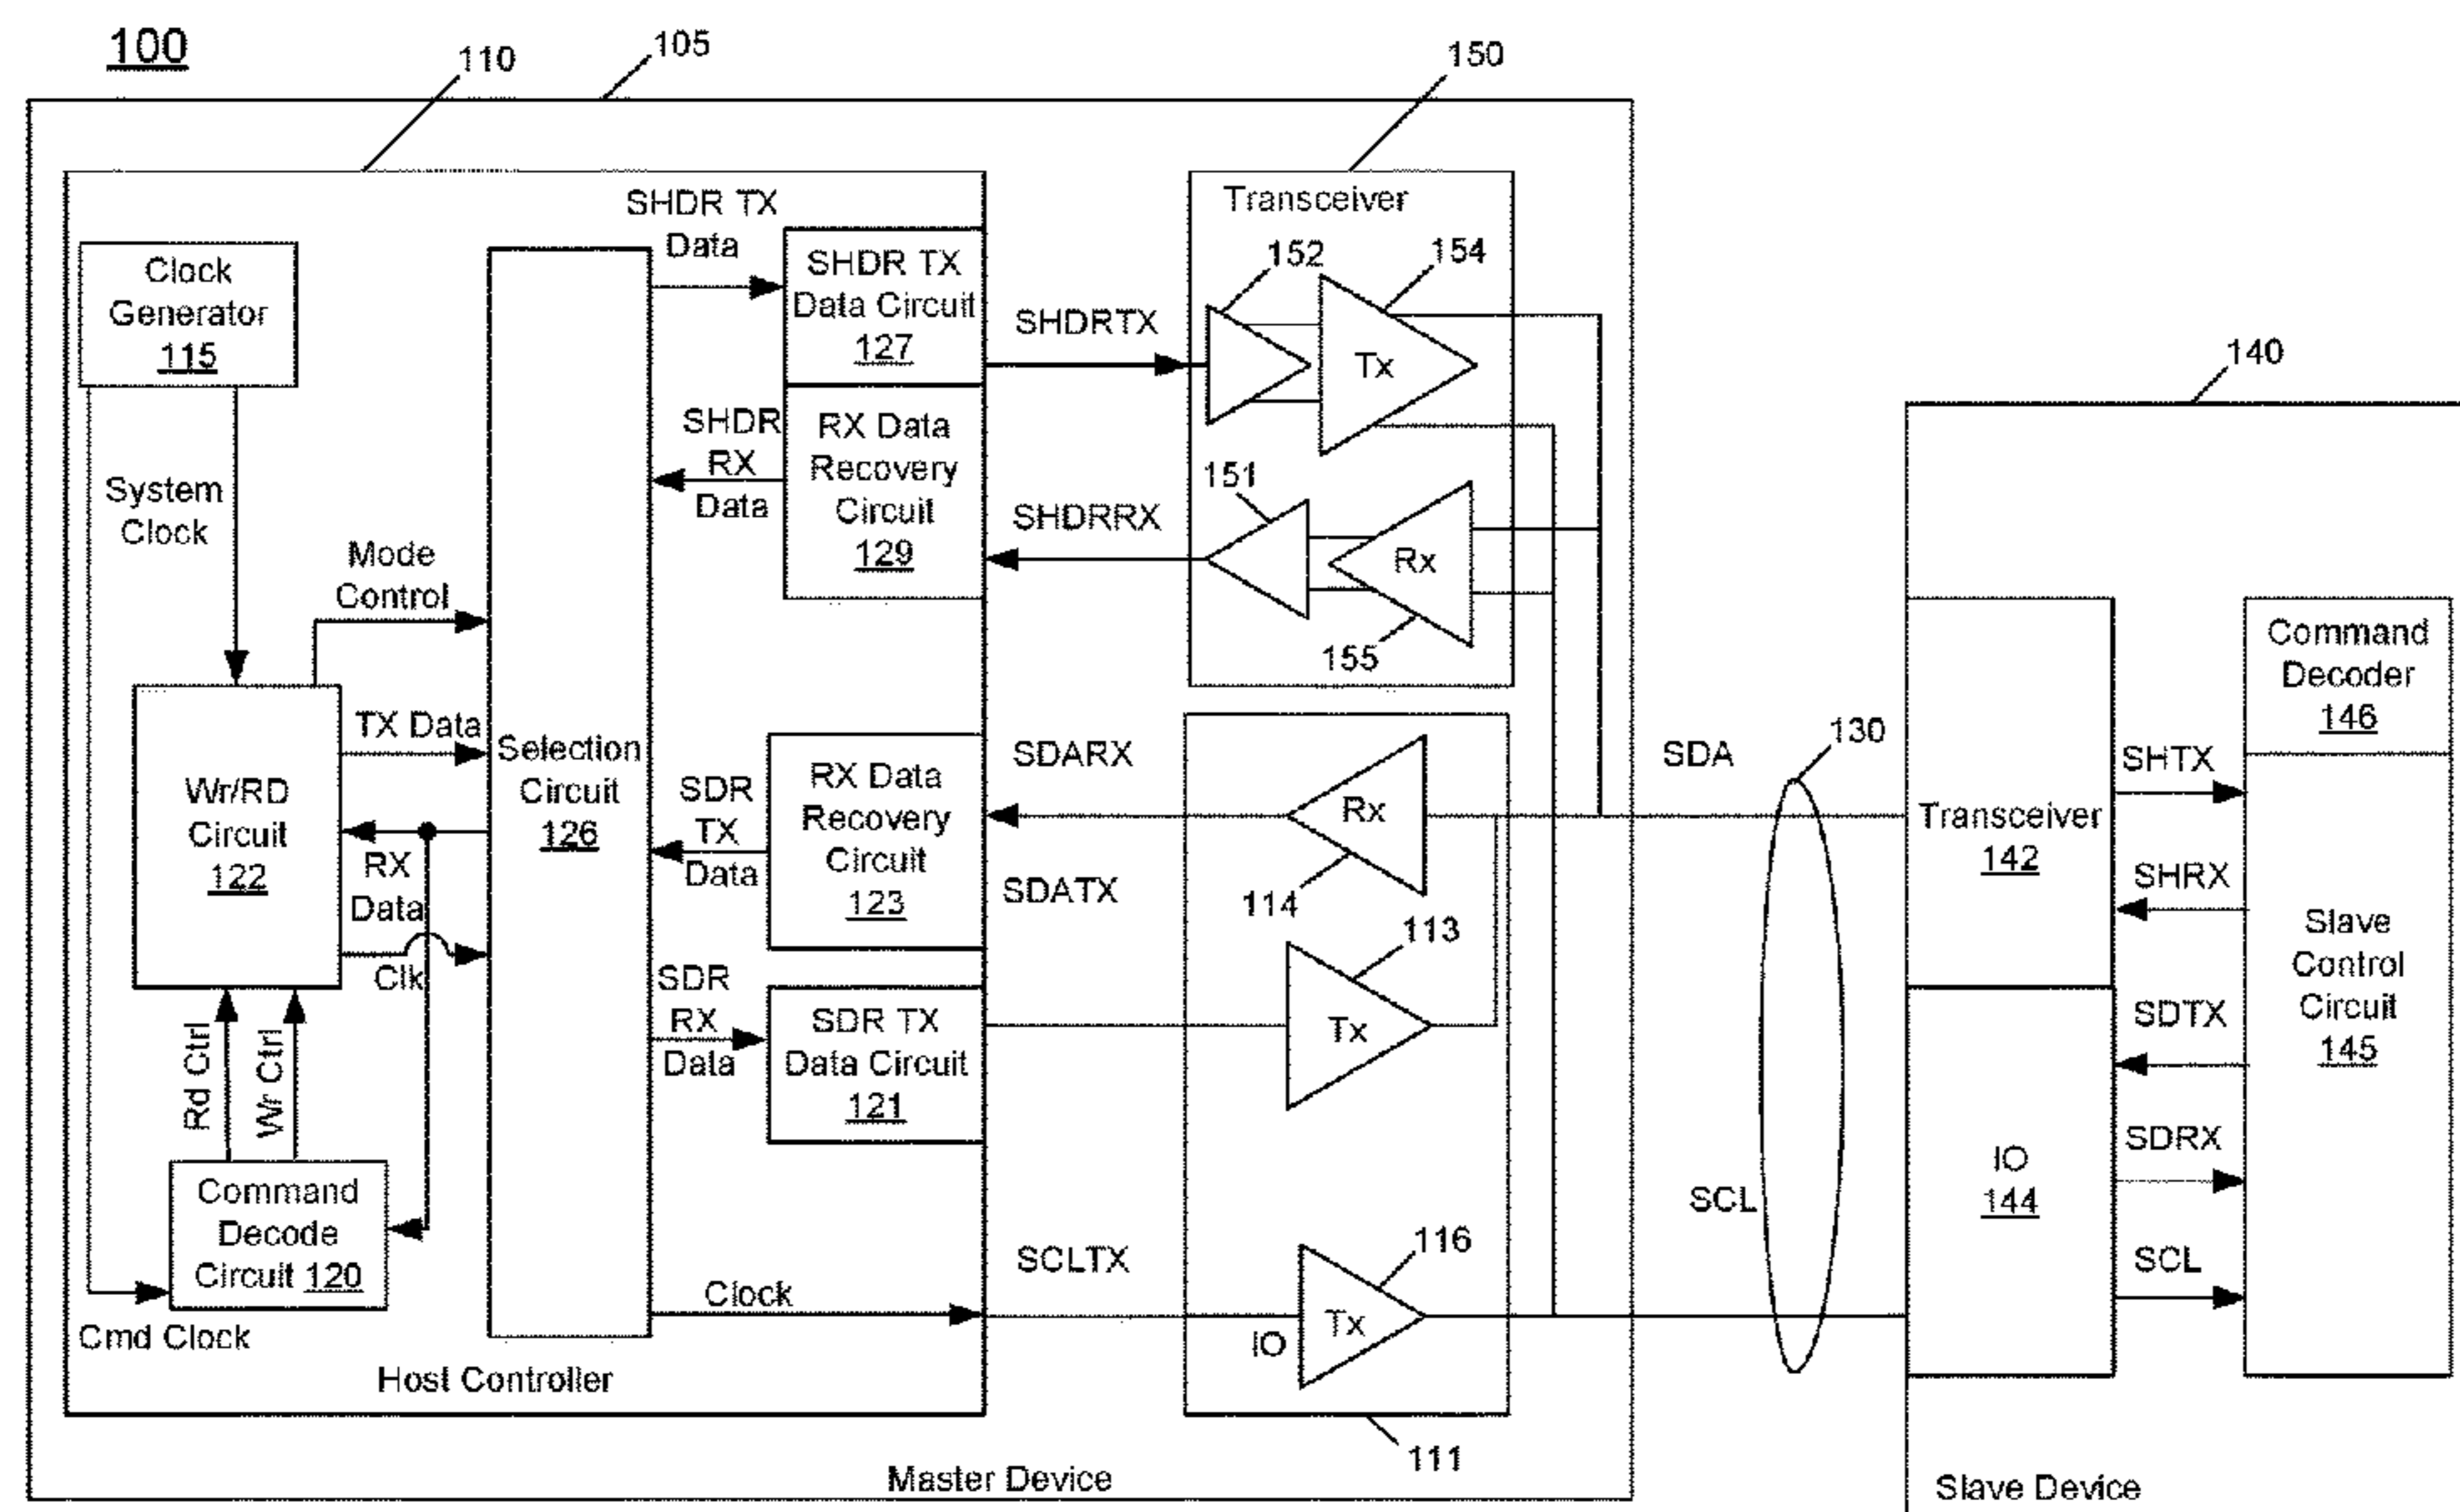 100
105
110
150
140
SHDR TX
Data
Clock
Generator
115
SHDR TX
Data Circuit
127
Transceiver
152
154
Tx
SHDRTX
System
Clock
SHDR
RX
Data
RX Data
Recovery
Circuit
129
SHDRRX
151
Rx
155
Mode
Control
TX Data
Wr/RD
Circuit
122
RX
Data
Clk
Selection
Circuit
126
SDR
TX
Data
RX Data
Recovery
Circuit
123
SDARX
SDATX
Rx
114
113
Tx
SDR
RX
Data
SDR TX
Data Circuit
121
Rd Ctrl
Wr Ctrl
Command
Decode
Circuit 120
Cmd Clock
Clock
SCLTX
IO
Tx
116
111
Host Controller
Master Device
SDA
130
SCL
Transceiver
142
IO
144
SHTX
SHRX
SDTX
SDRX
SCL
Command
Decoder
146
Slave
Control
Circuit
145
Slave Device